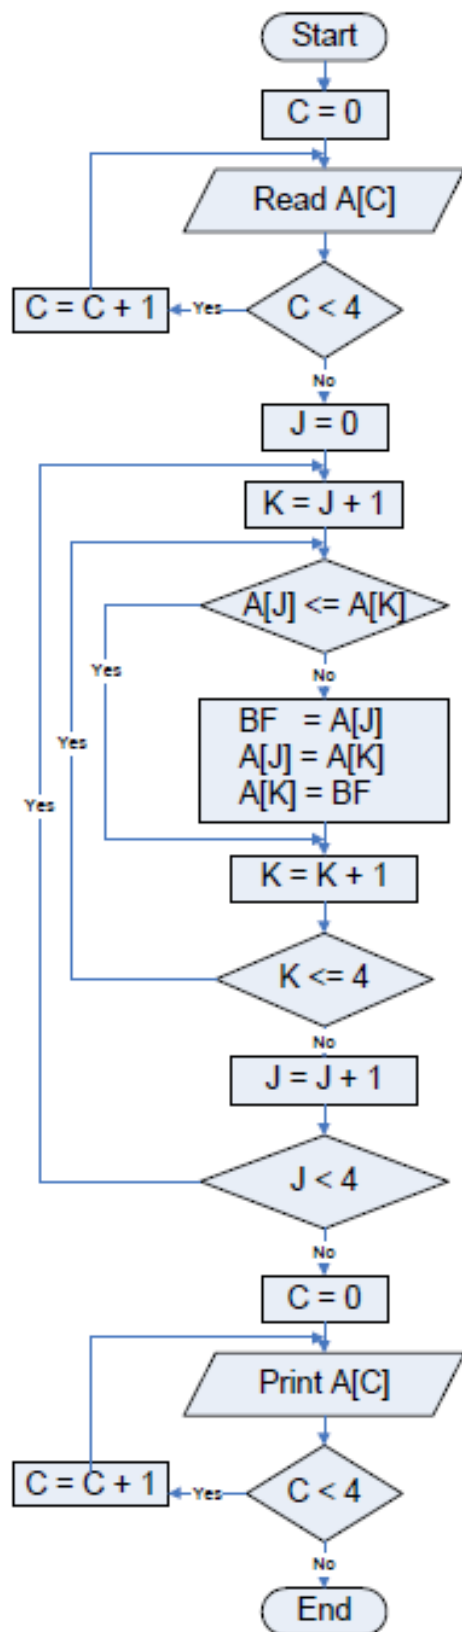 Start
C = 0
Read A[C]
C = C + 1
Yes
C < 4
No
J = 0
K = J + 1
A[J] <= A[K]
Yes
No
Yes
BF = A[J]
A[J] = A[K]
A[K] = BF
Yes
K = K + 1
K <= 4
No
J = J + 1
J < 4
No
C = 0
Print A[C]
C = C + 1
Yes
C < 4
No
End